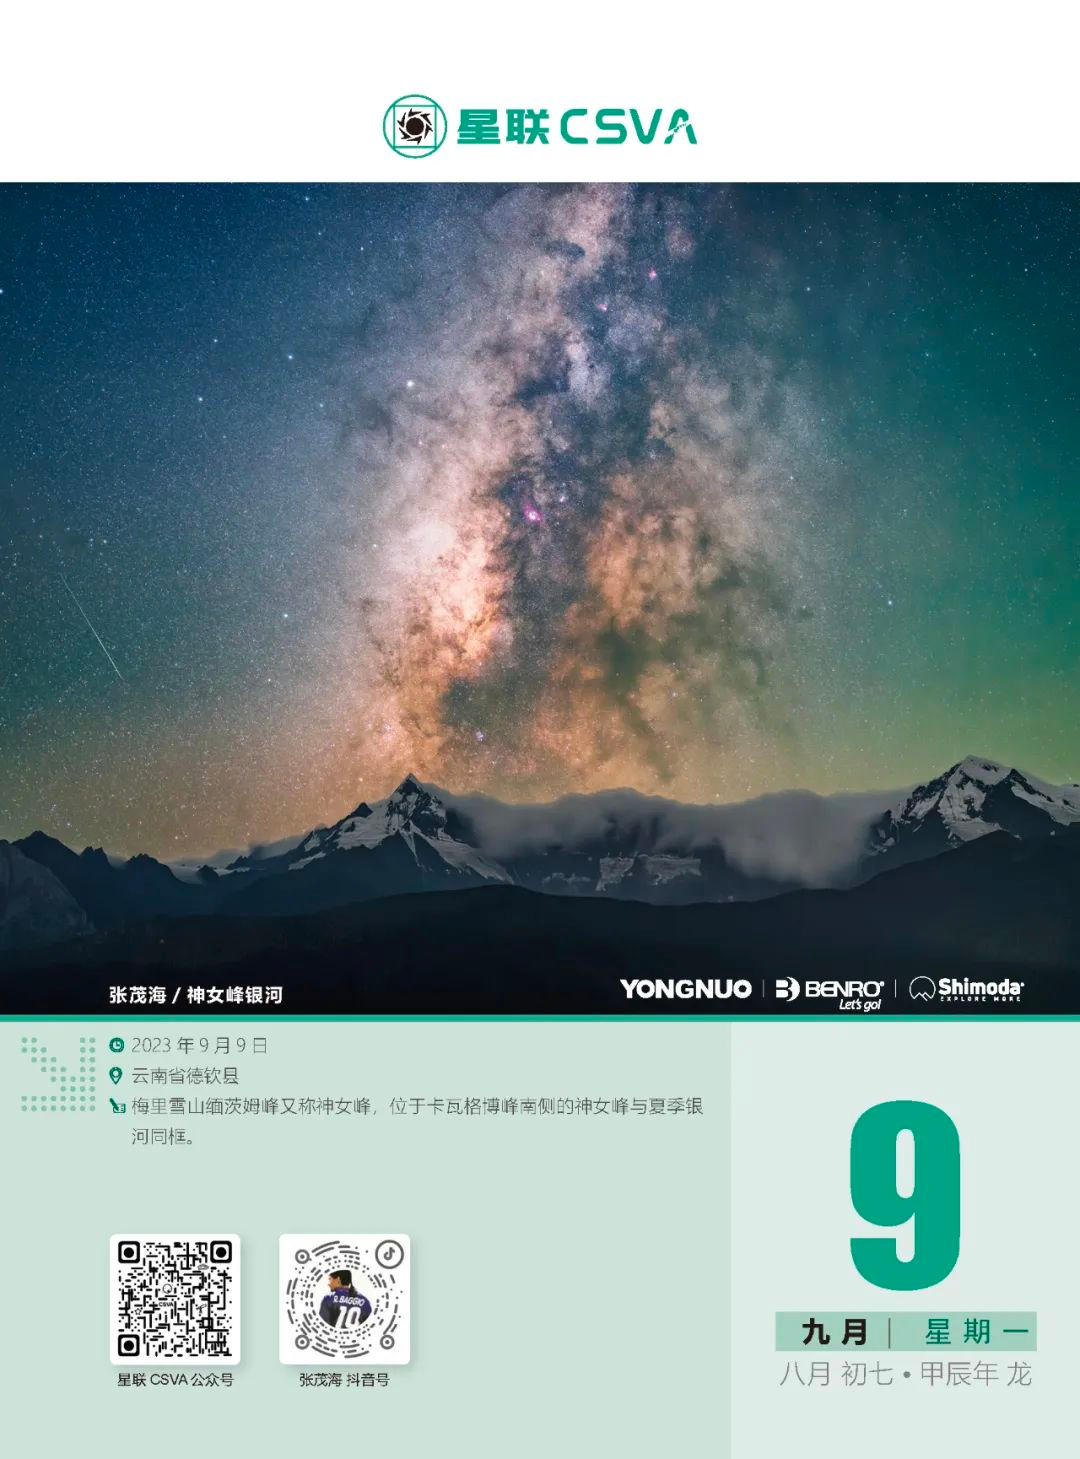 星联CSVA
张茂海 / 神女峰银河
YONGNUO | BENRO | Shimoda
Let's go!
EXPLORE MORE
2023 年 9 月 9 日
云南省德钦县
梅里雪山缅茨姆峰又称神女峰，位于卡瓦格博峰南侧的神女峰与夏季银
河同框。
9
九月 | 星期一
八月 初七 • 甲辰年 龙
CSVA
R.BAGGIO
10
星联 CSVA 公众号
张茂海 抖音号